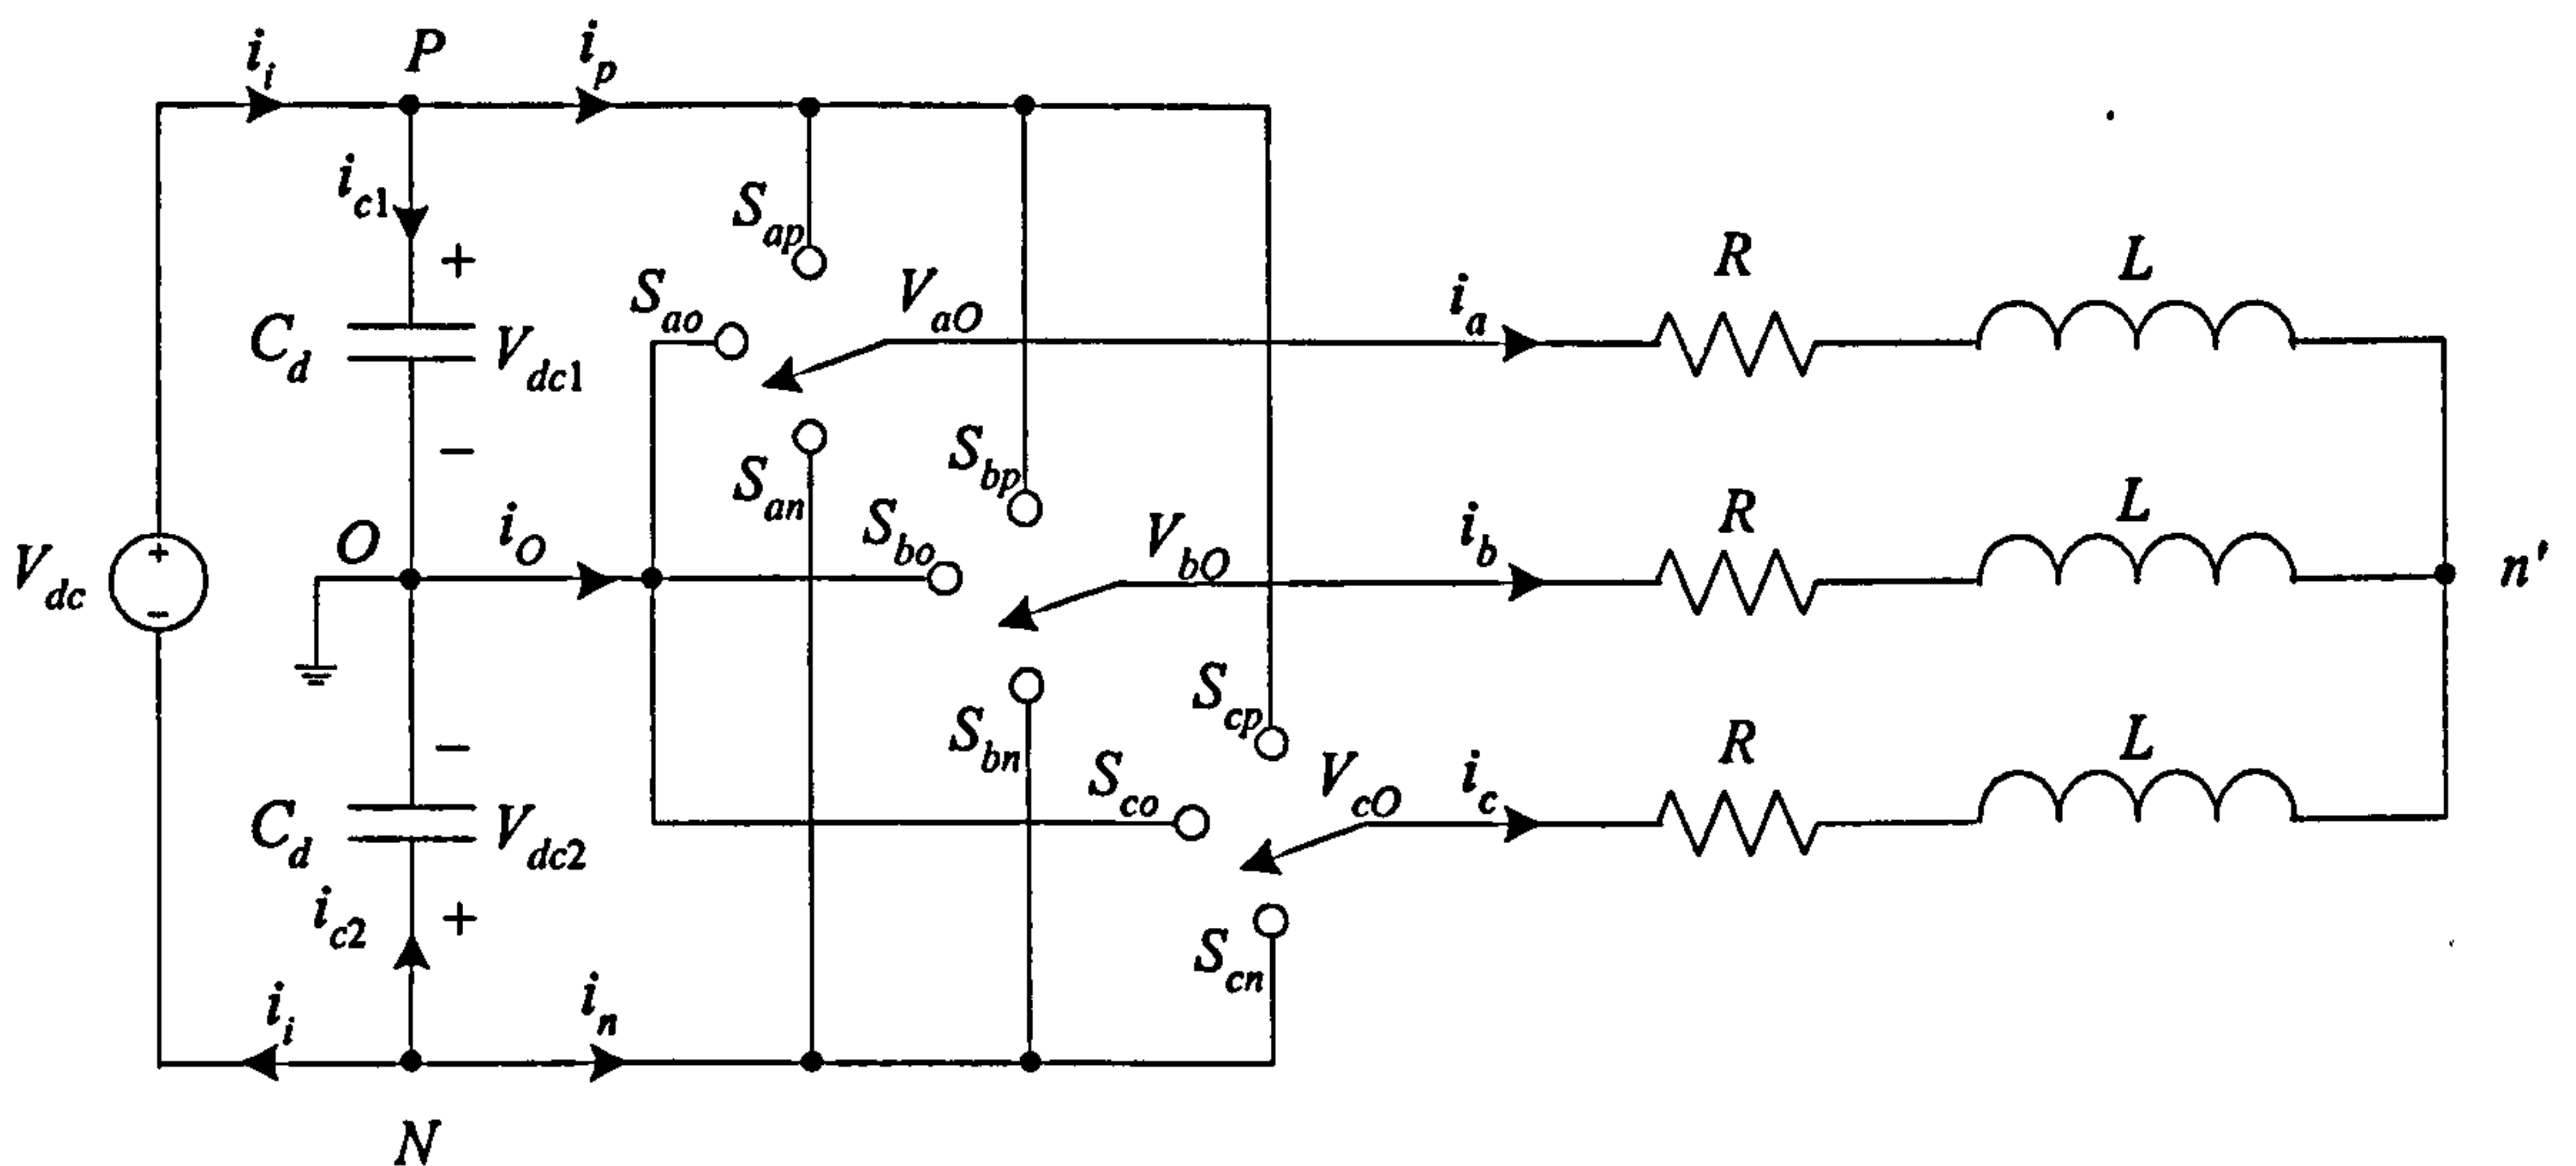 i_i P i_p
i_c1 +
S_ap
S_ao V_aO i_a R L
C_d V_dc1
−
S_an S_bp
O i_O S_bo V_bO i_b R L
V_dc + − n'
S_bn S_cp
−
C_d V_dc2 S_co V_cO i_c R L
i_c2 +
S_cn
i_i i_n
N